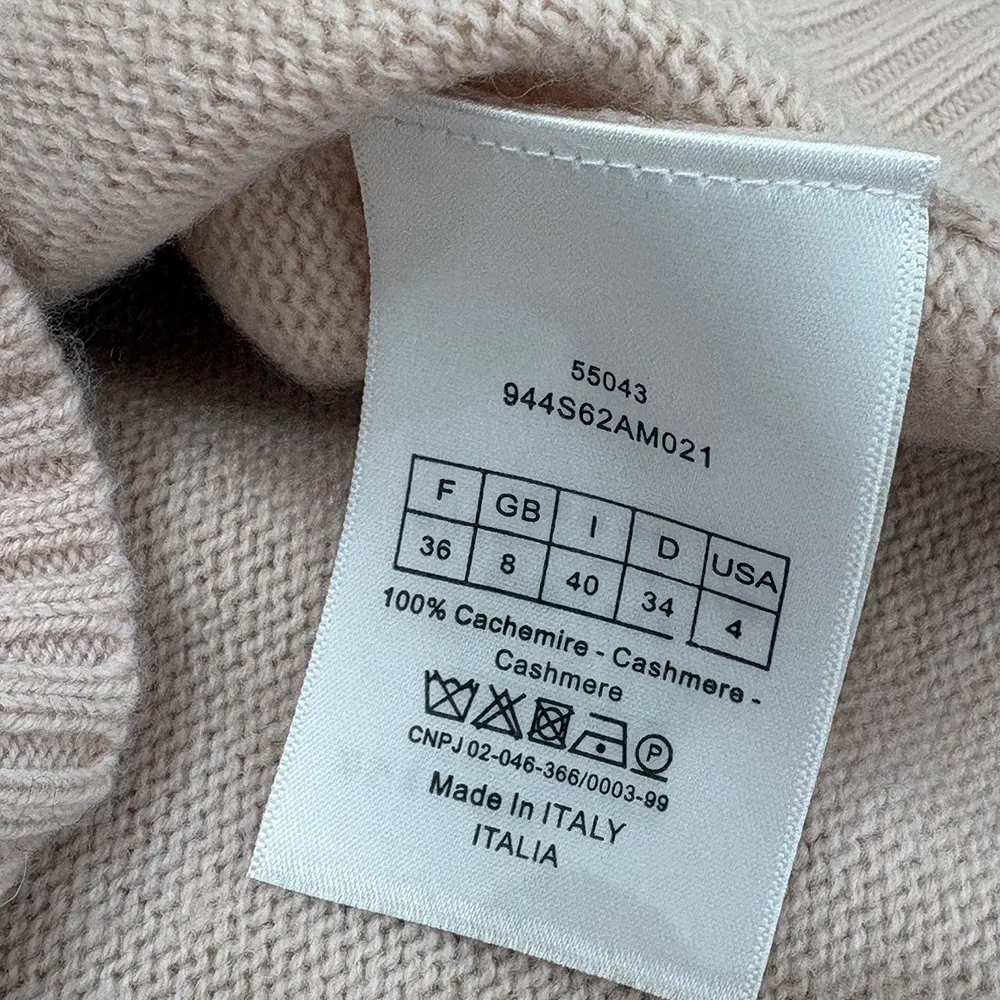 55043
944S62AM021
F GB I D USA
36 8 40 34 4
100% Cachemire - Cashmere -
Cashmere
P
CNPJ 02-046-366/0003-99
Made In ITALY
ITALIA